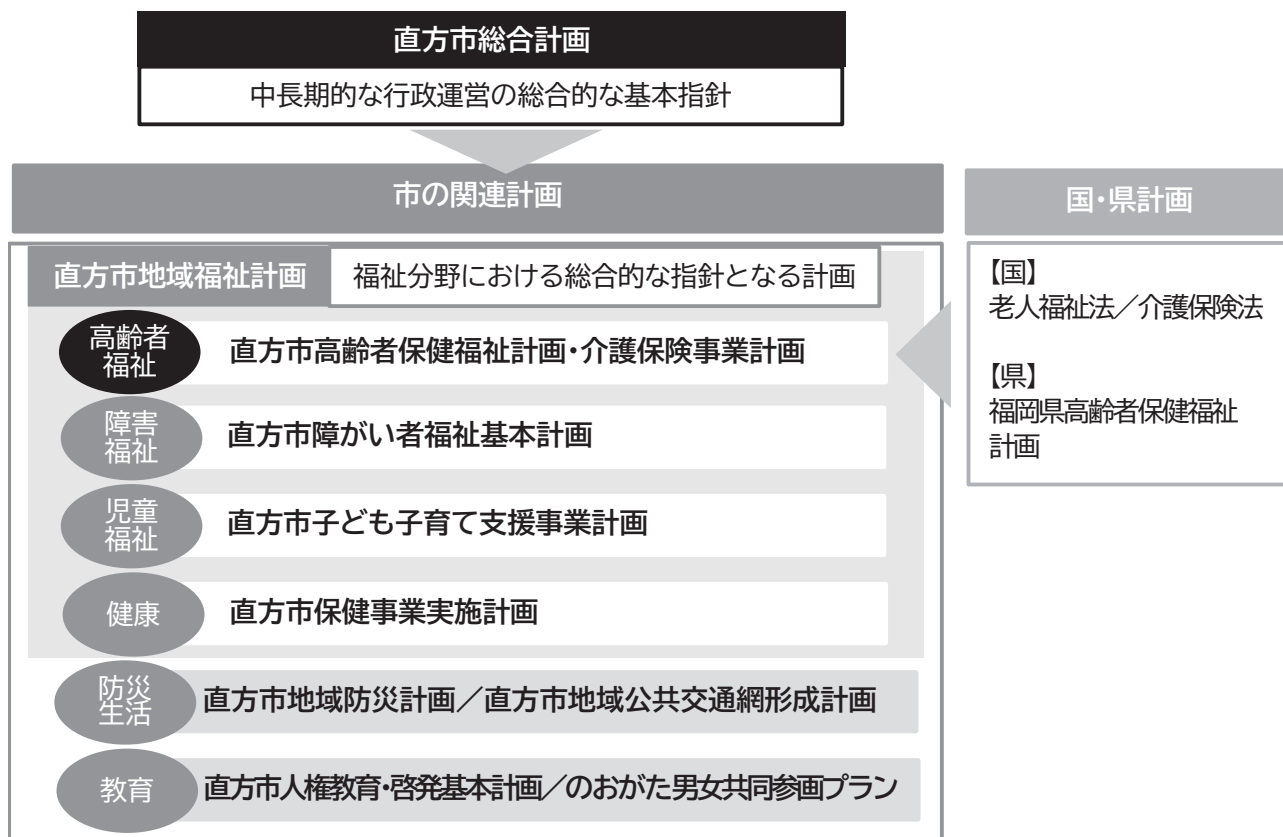 直方市総合計画
中長期的な行政運営の総合的な基本指針
市の関連計画
直方市地域福祉計画
福祉分野における総合的な指針となる計画
高齢者
福祉
直方市高齢者保健福祉計画・介護保険事業計画
障害
福祉
直方市障がい者福祉基本計画
児童
福祉
直方市子ども子育て支援事業計画
健康
直方市保健事業実施計画
防災
生活
直方市地域防災計画／直方市地域公共交通網形成計画
教育
直方市人権教育・啓発基本計画／のおがた男女共同参画プラン
国・県計画
【国】
老人福祉法／介護保険法
【県】
福岡県高齢者保健福祉
計画